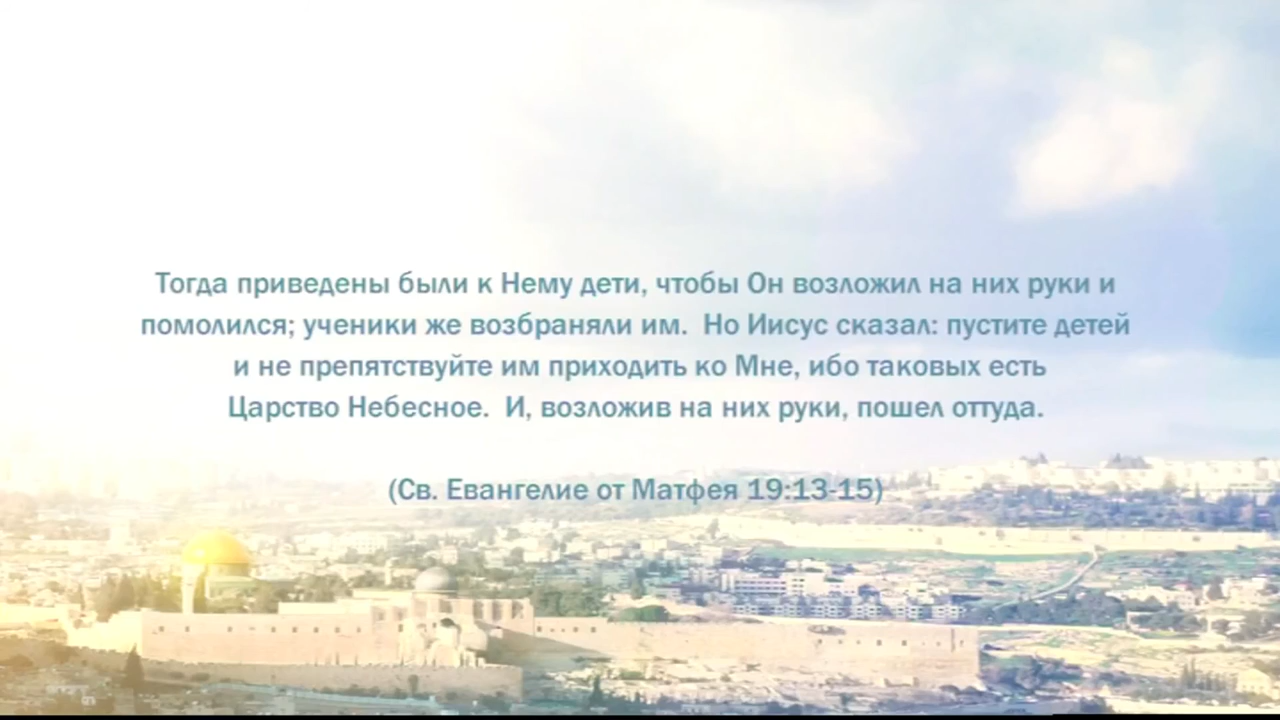 Тогда приведены были к Нему дети, чтобы Он возложил на них руки и
помолился; ученики же возбраняли им.  Но Иисус сказал: пустите детей
и не препятствуйте им приходить ко Мне, ибо таковых есть
Царство Небесное.  И, возложив на них руки, пошел оттуда.
(Св. Евангелие от Матфея 19:13-15)